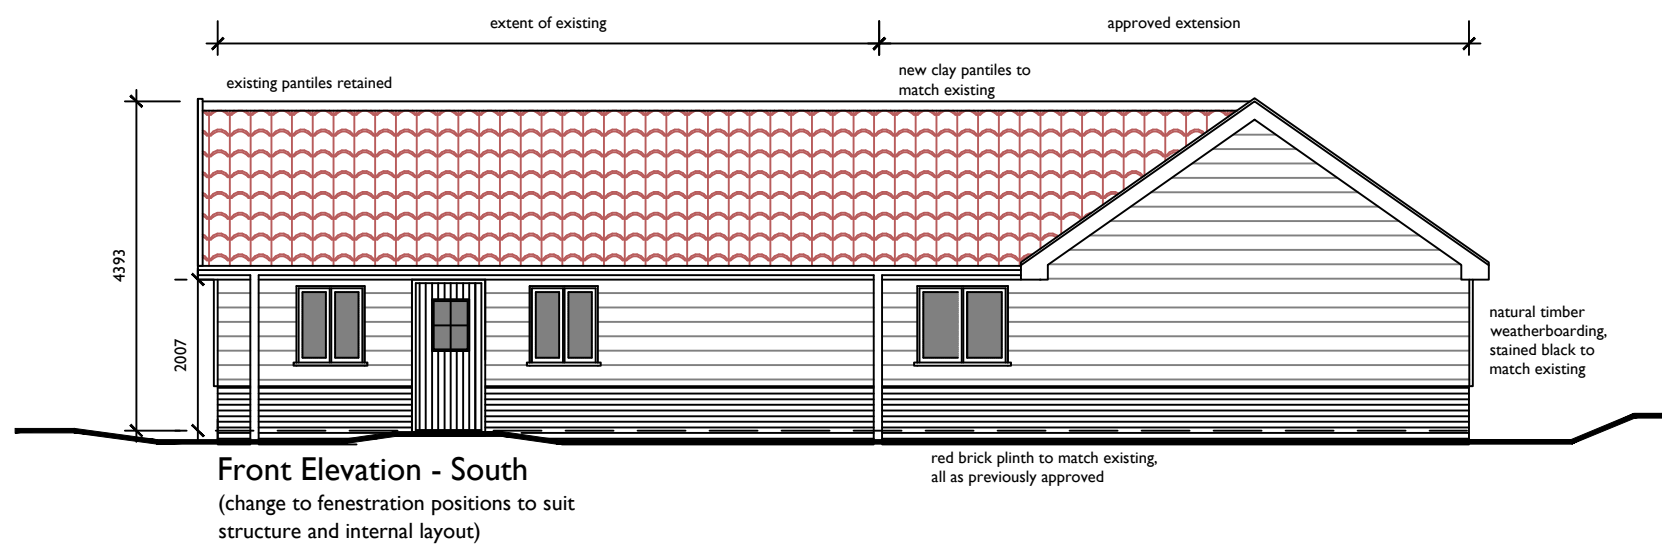 extent of existing
approved extension
existing pantiles retained
new clay pantiles to
match existing
4393
2007
natural timber
weatherboarding,
stained black to
match existing
red brick plinth to match existing,
all as previously approved
Front Elevation - South
(change to fenestration positions to suit
structure and internal layout)